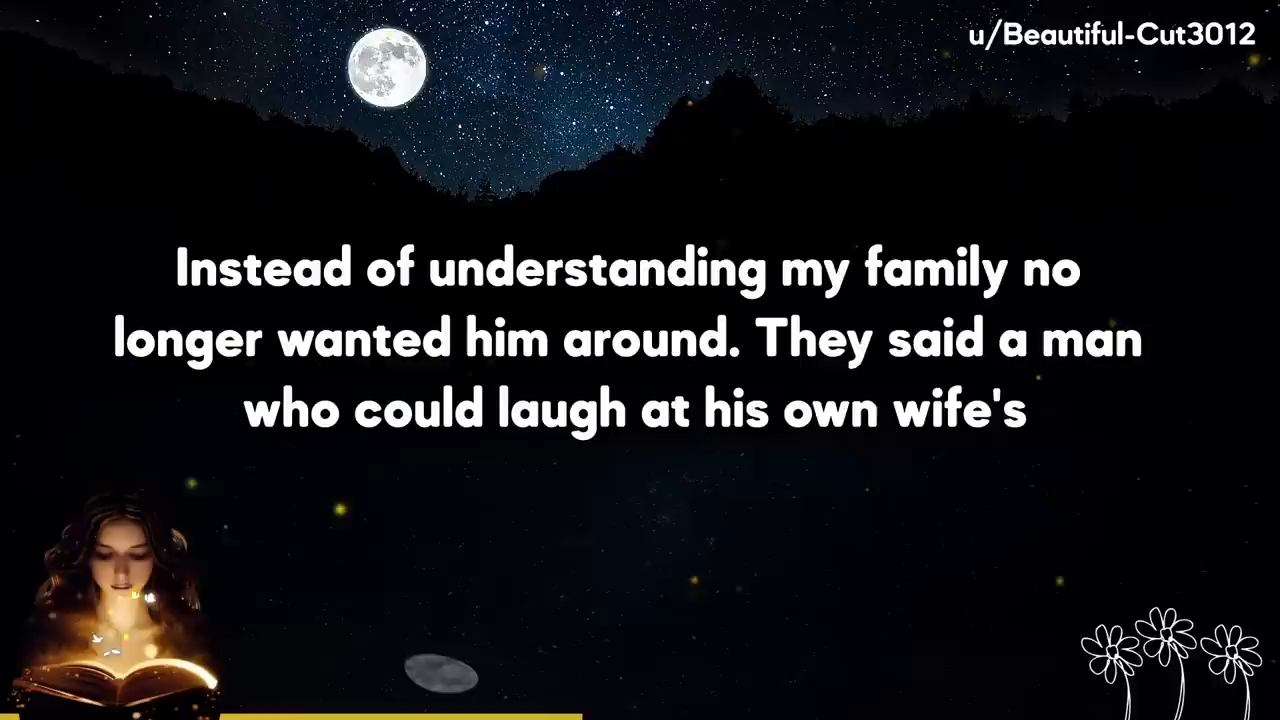 u/Beautiful-Cut3012
Instead of understanding my family no
longer wanted him around. They said a man
who could laugh at his own wife's